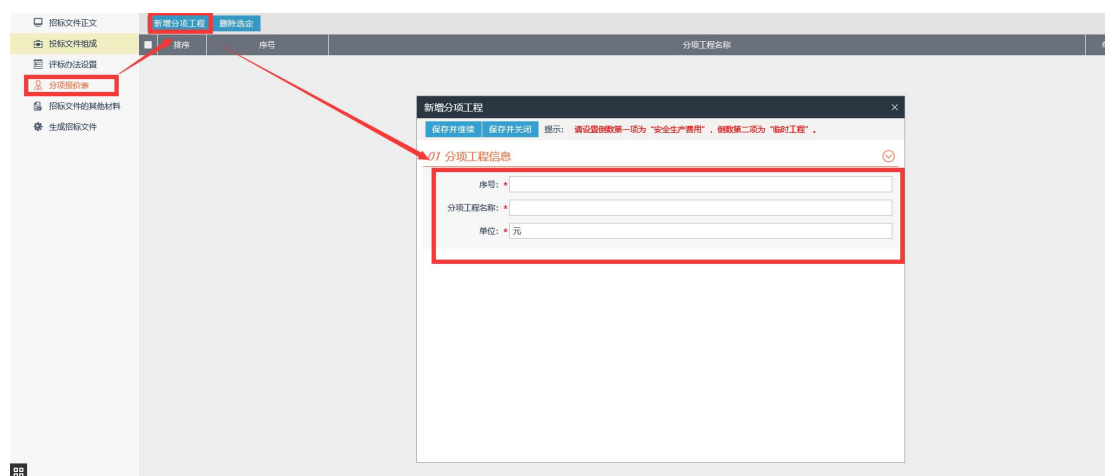 招标文件正文
投标文件组成
评标办法设置
分项报价表
招标文件的其他材料
生成招标文件
新增分项工程 删除选定
排序 序号 分项工程名称
新增分项工程 ×
保存并继续 保存并关闭 提示: 请设置倒数第一项为 "安全生产费用" , 倒数第二项为 "临时工程" 。
01 分项工程信息
序号: *
分项工程名称: *
单位: * 元